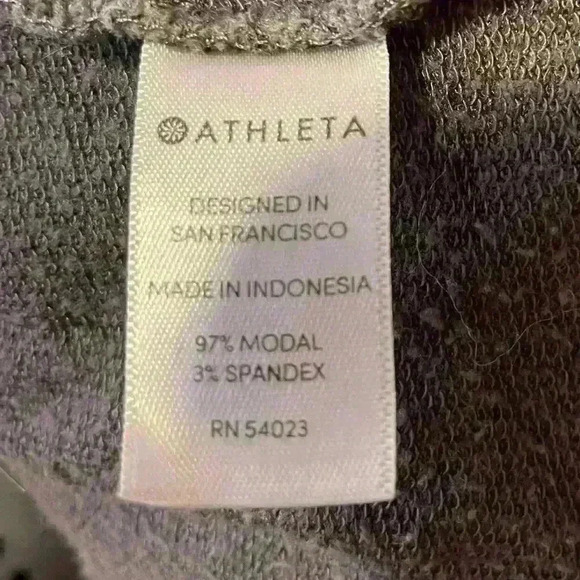 ATHLETA
DESIGNED IN
SAN FRANCISCO
MADE IN INDONESIA
97% MODAL
3% SPANDEX
RN 54023